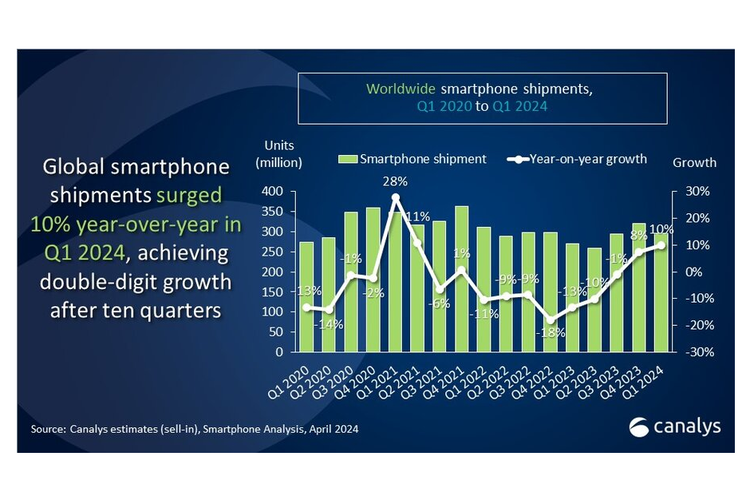 Worldwide smartphone shipments,
Q1 2020 to Q1 2024
Global smartphone
shipments surged
10% year-over-year in
Q1 2024, achieving
double-digit growth
after ten quarters
Units
(million)
Smartphone shipment
Year-on-year growth
Growth
400
350
300
250
200
150
100
50
0
28%
11%
-1%
1%
8%
10%
-13%
-14%
-2%
-6%
-11%
-9%
-9%
-18%
-13%
-10%
-1%
30%
20%
10%
0%
-10%
-20%
-30%
Q1 2020
Q2 2020
Q3 2020
Q4 2020
Q1 2021
Q2 2021
Q3 2021
Q4 2021
Q1 2022
Q2 2022
Q3 2022
Q4 2022
Q1 2023
Q2 2023
Q3 2023
Q4 2023
Q1 2024
Source: Canalys estimates (sell-in), Smartphone Analysis, April 2024
canalys